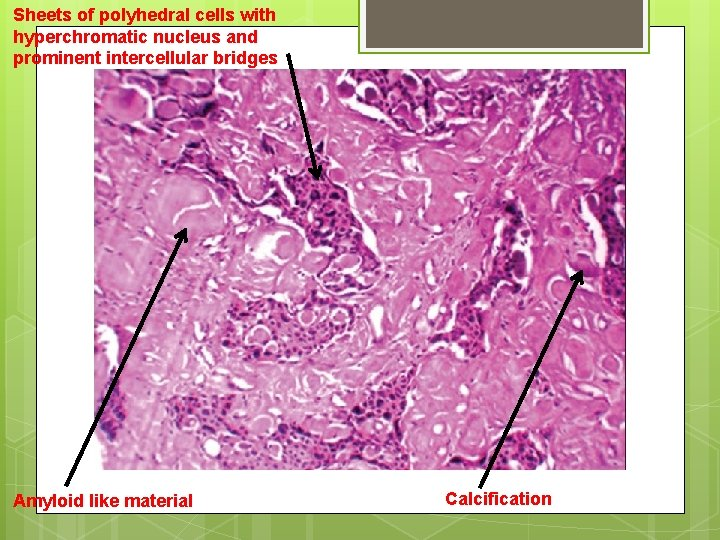 Sheets of polyhedral cells with
hyperchromatic nucleus and
prominent intercellular bridges
Amyloid like material
Calcification